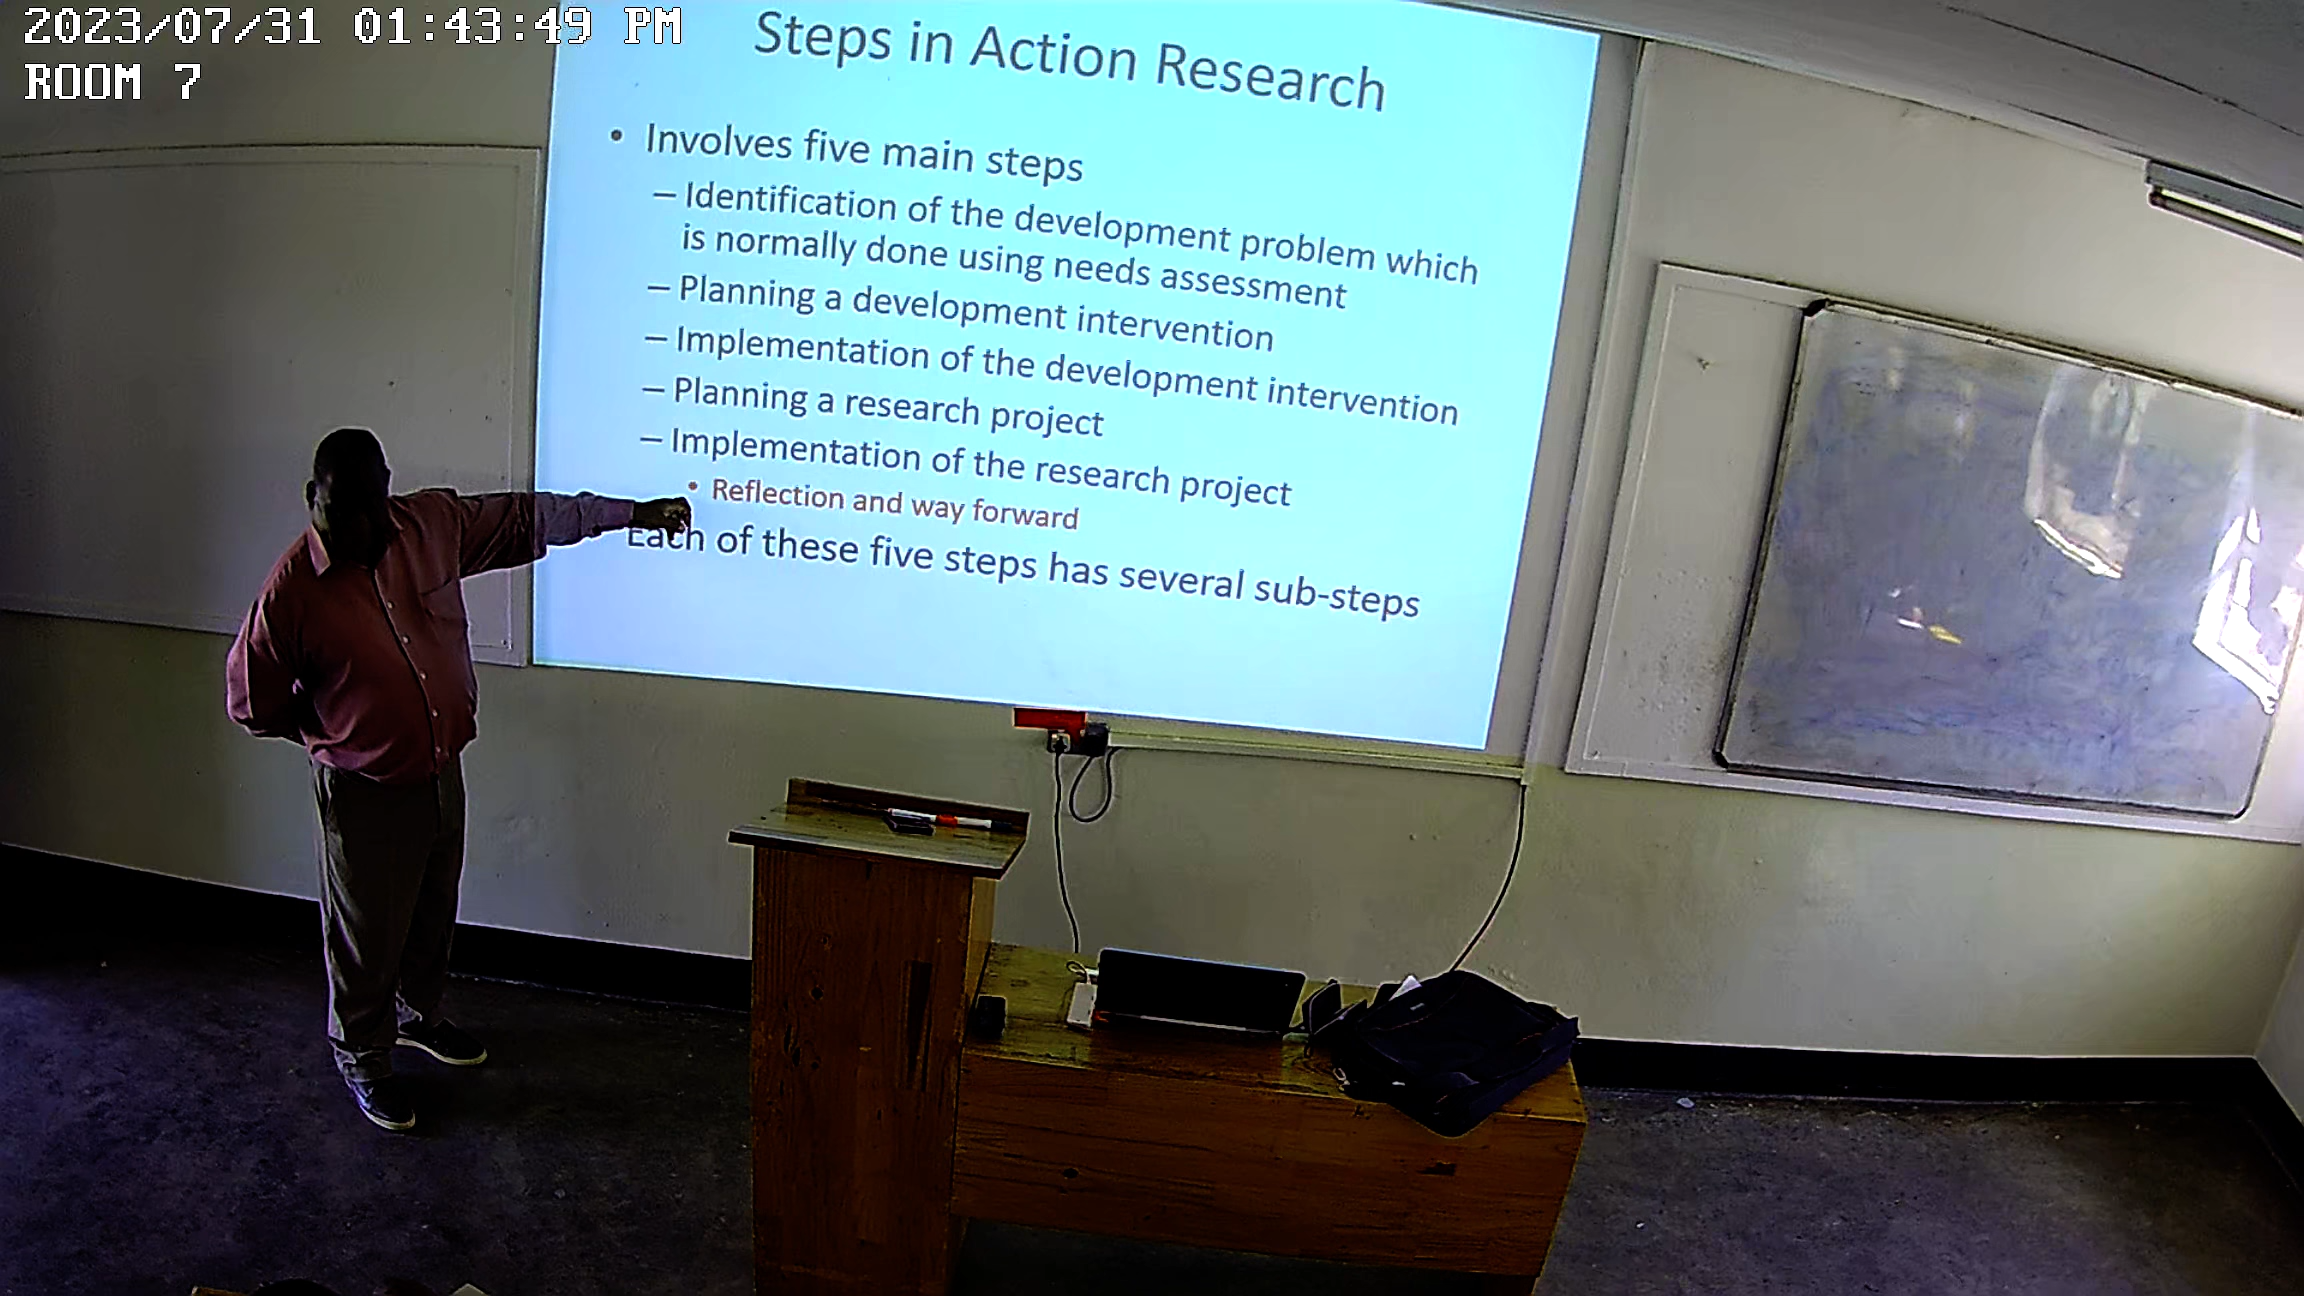 2023/07/31 01:43:49 PM
ROOM 7
Steps in Action Research
• Involves five main steps
– Identification of the development problem which
is normally done using needs assessment
– Planning a development intervention
– Implementation of the development intervention
– Planning a research project
– Implementation of the research project
• Reflection and way forward
Each of these five steps has several sub-steps